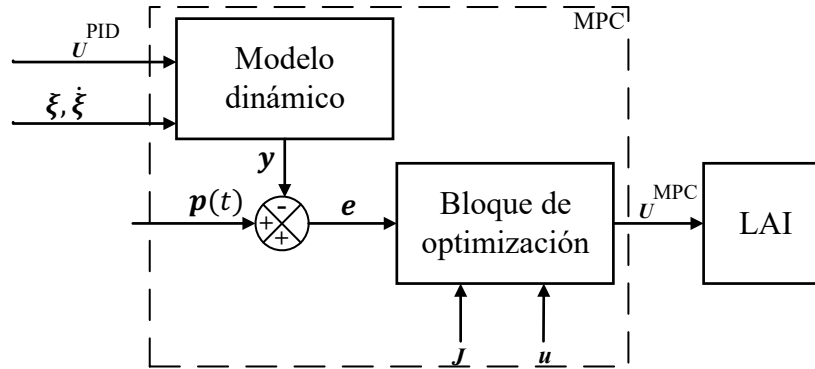 MPC
U^PID
Modelo
dinámico
ξ, ξ̇
y
p(t)
-
+
+
e
Bloque de
optimización
U^MPC
LAI
J
u